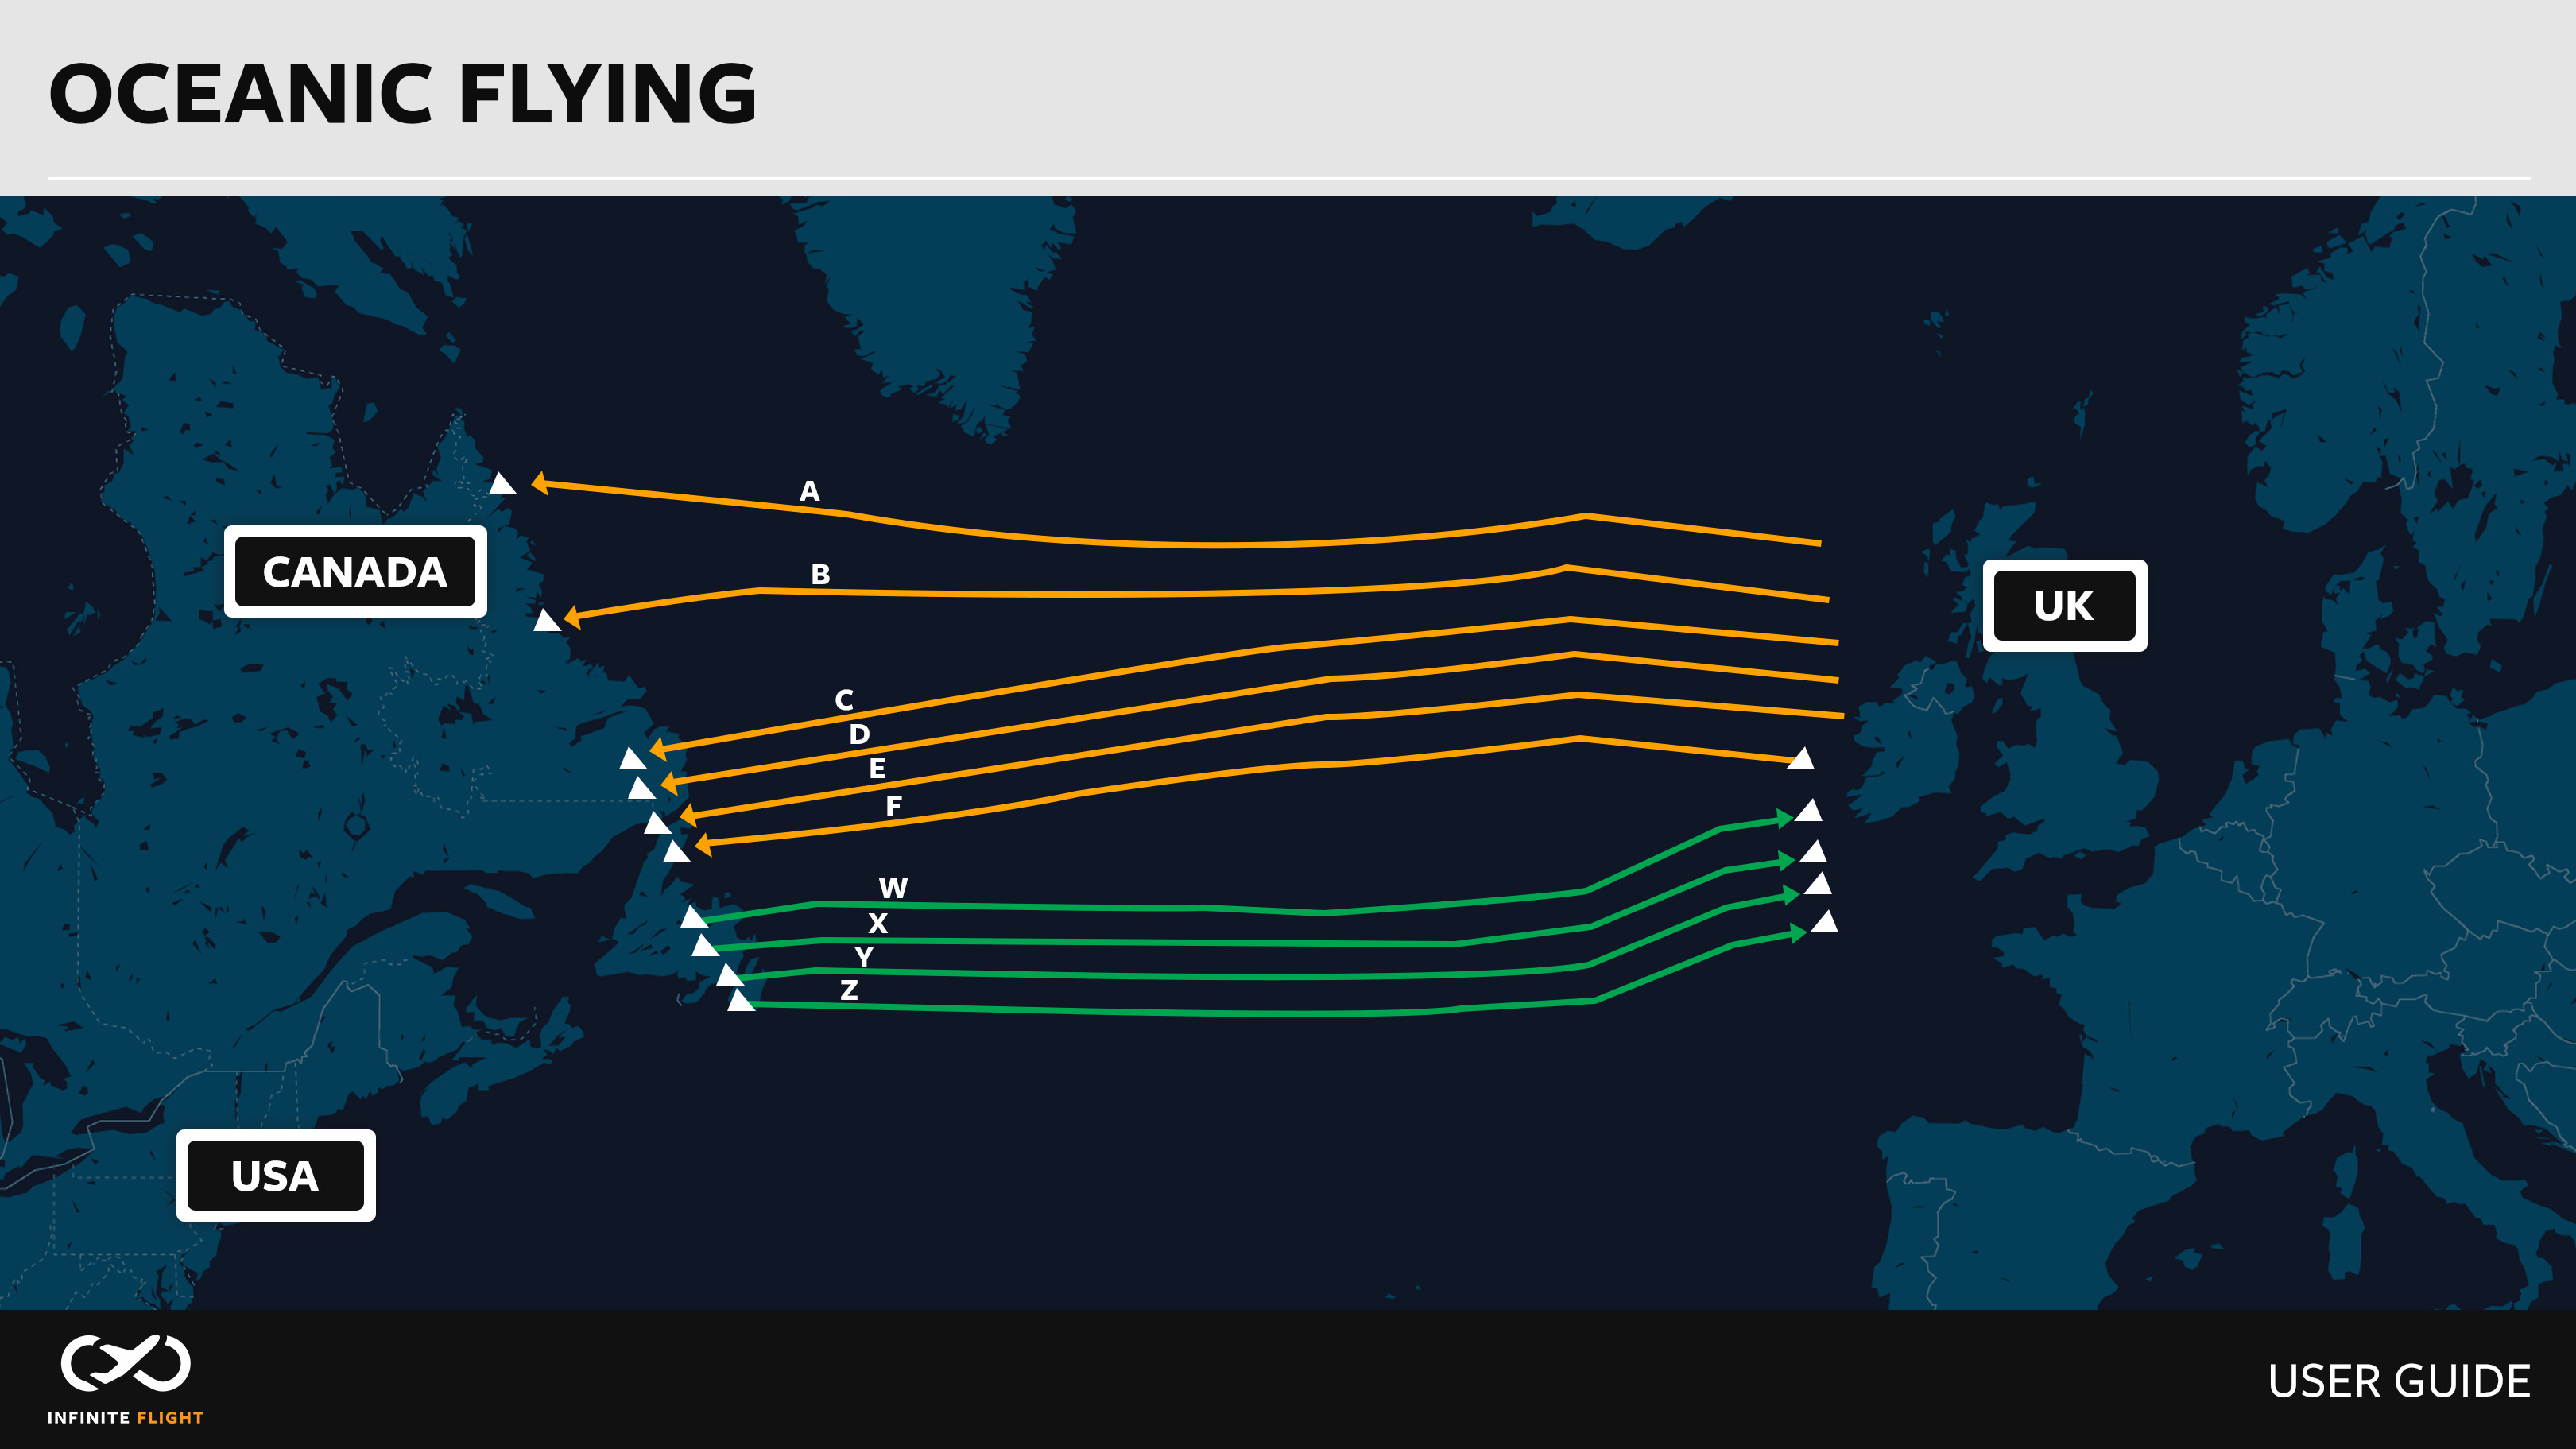 OCEANIC FLYING
A
B
CANADA
UK
C
D
E
F
W
X
Y
Z
USA
INFINITE FLIGHT
USER GUIDE